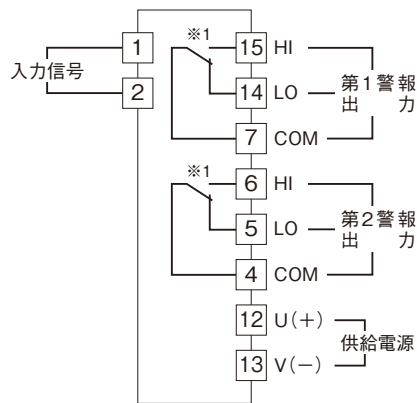 1
2
入力信号
※1
15 HI
14 LO
7 COM
第1警報
出 力
※1
6 HI
5 LO
4 COM
第2警報
出 力
12 U(+)
13 V(−)
供給電源